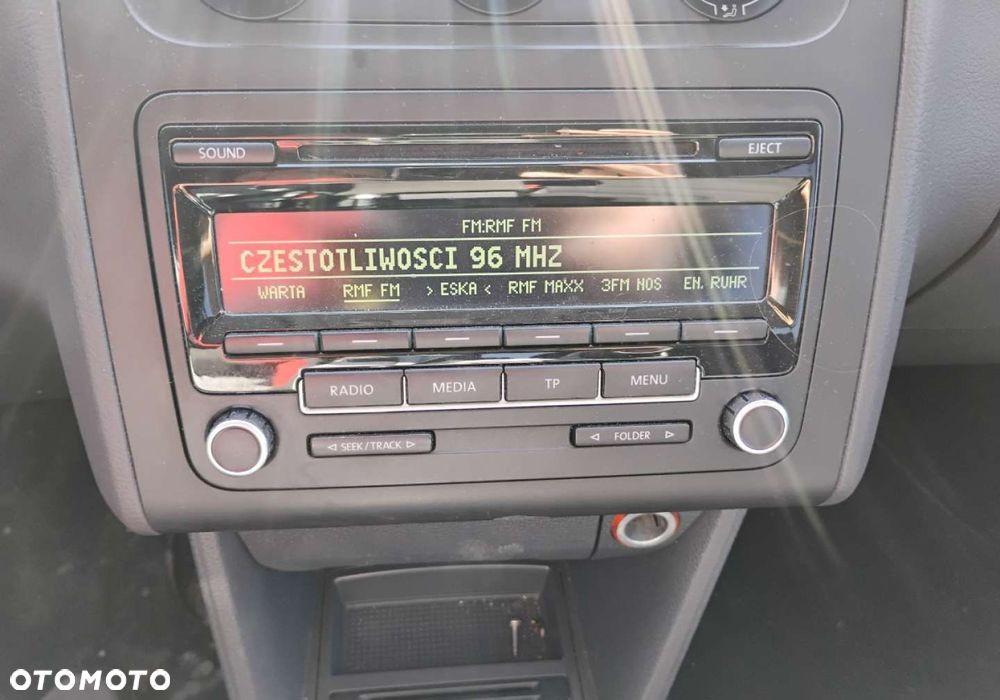 SOUND
EJECT
FM:RMF FM
CZESTOTLIWOSCI 96 MHZ
WARTA RMF FM > ESKA < RMF MAXX 3FM NOS EN. RUHR
RADIO MEDIA TP MENU
◁ SEEK / TRACK ▷
◁ FOLDER ▷
OTOMOTO